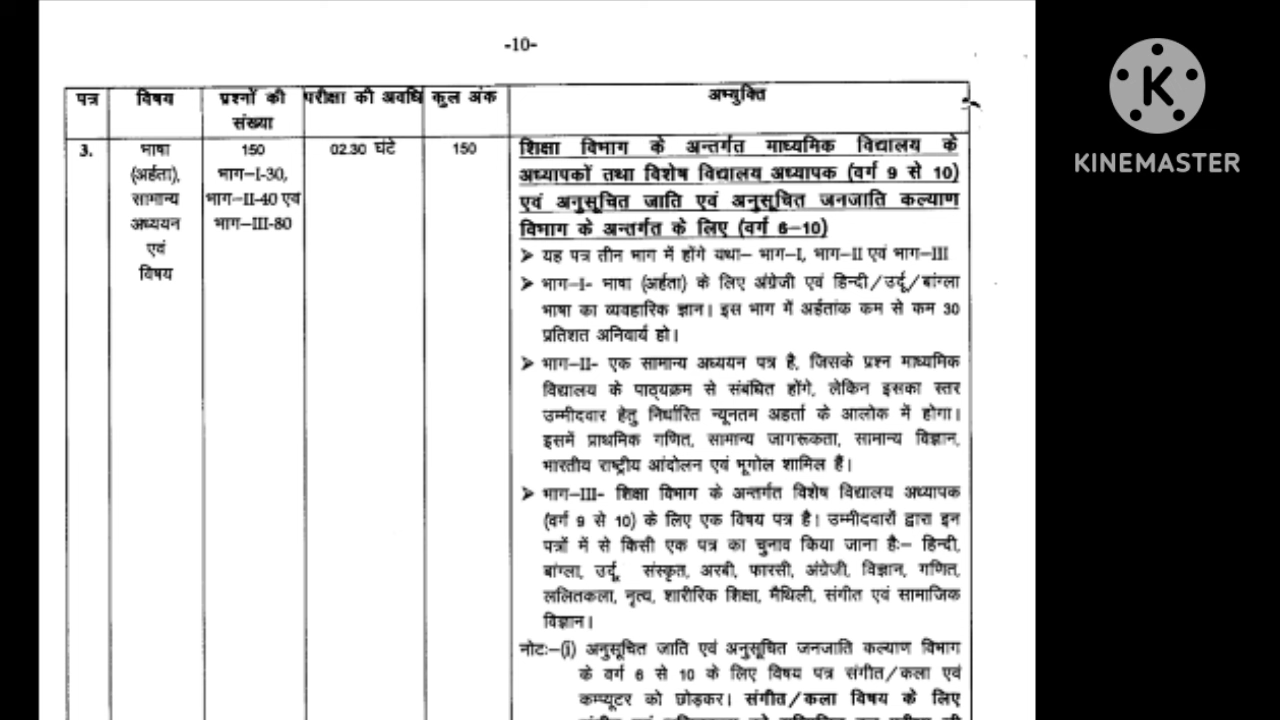 -10-
पत्र विषय प्रश्नों की संख्या परीक्षा की अवधि कुल अंक अभ्युक्ति
3. भाषा (अर्हता), सामान्य अध्ययन एवं विषय
150 भाग-I-30, भाग-II-40 एवं भाग-III-80
02.30 घंटे
150
शिक्षा विभाग के अन्तर्गत माध्यमिक विद्यालय के
अध्यापकों तथा विशेष विद्यालय अध्यापक (वर्ग 9 से 10)
एवं अनुसूचित जाति एवं अनुसूचित जनजाति कल्याण
विभाग के अन्तर्गत के लिए (वर्ग 6-10)
➢ यह पत्र तीन भाग में होंगे यथा– भाग-I, भाग-II एवं भाग-III
➢ भाग-I- भाषा (अर्हता) के लिए अंग्रेजी एवं हिन्दी/उर्दू/बांग्ला
भाषा का व्यवहारिक ज्ञान। इस भाग में अर्हतांक कम से कम 30
प्रतिशत अनिवार्य हो।
➢ भाग-II- एक सामान्य अध्ययन पत्र है, जिसके प्रश्न माध्यमिक
विद्यालय के पाठ्यक्रम से संबंधित होंगे, लेकिन इसका स्तर
उम्मीदवार हेतु निर्धारित न्यूनतम अहर्ता के आलोक में होगा।
इसमें प्राथमिक गणित, सामान्य जागरूकता, सामान्य विज्ञान,
भारतीय राष्ट्रीय आंदोलन एवं भूगोल शामिल हैं।
➢ भाग-III- शिक्षा विभाग के अन्तर्गत विशेष विद्यालय अध्यापक
(वर्ग 9 से 10) के लिए एक विषय पत्र है। उम्मीदवारों द्वारा इन
पत्रों में से किसी एक पत्र का चुनाव किया जाना हैः– हिन्दी,
बांग्ला, उर्दू, संस्कृत, अरबी, फारसी, अंग्रेजी, विज्ञान, गणित,
ललितकला, नृत्य, शारीरिक शिक्षा, मैथिली, संगीत एवं सामाजिक
विज्ञान।
नोटः–(i) अनुसूचित जाति एवं अनुसूचित जनजाति कल्याण विभाग
के वर्ग 6 से 10 के लिए विषय पत्र संगीत/कला एवं
कम्प्यूटर को छोड़कर। संगीत/कला विषय के लिए
KINEMASTER